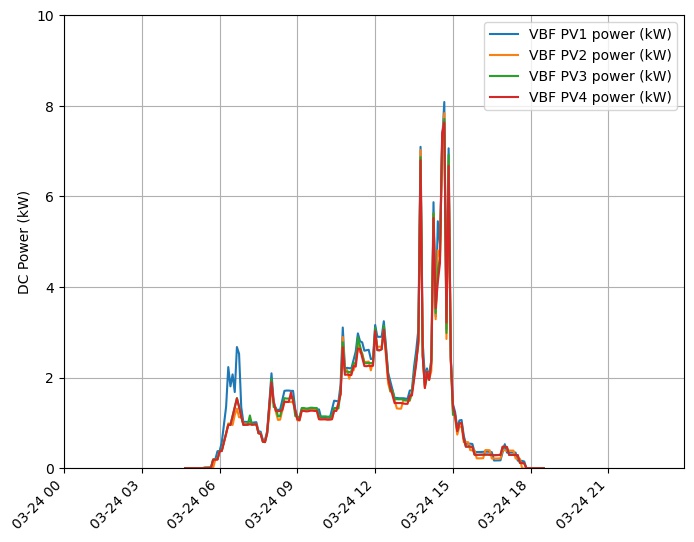 10
8
6
4
2
0
DC Power (kW)
VBF PV1 power (kW)
VBF PV2 power (kW)
VBF PV3 power (kW)
VBF PV4 power (kW)
03-24 00
03-24 03
03-24 06
03-24 09
03-24 12
03-24 15
03-24 18
03-24 21